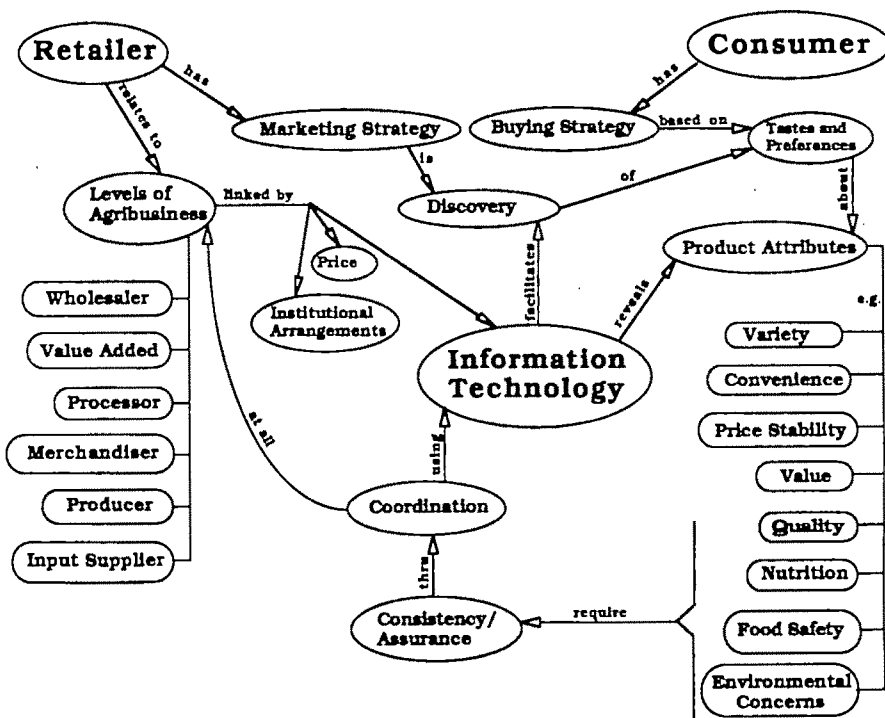 Retailer
Consumer
has
has
relates to
Marketing Strategy
Buying Strategy
based on
Tastes and
Preferances
is
of
about
Levels of
Agribusiness
linked by
Discovery
Product Attributes
Price
facilitates
reveals
e.g.
Wholesaler
Institutional
Arrangements
Variety
Value Added
Information
Technology
Convenience
Processor
Price Stability
at all
using
Merchandiser
Value
Producer
Coordination
Quality
Input Supplier
thru
Nutrition
Consistency/
Assurance
require
Food Safety
Environmental
Concerns